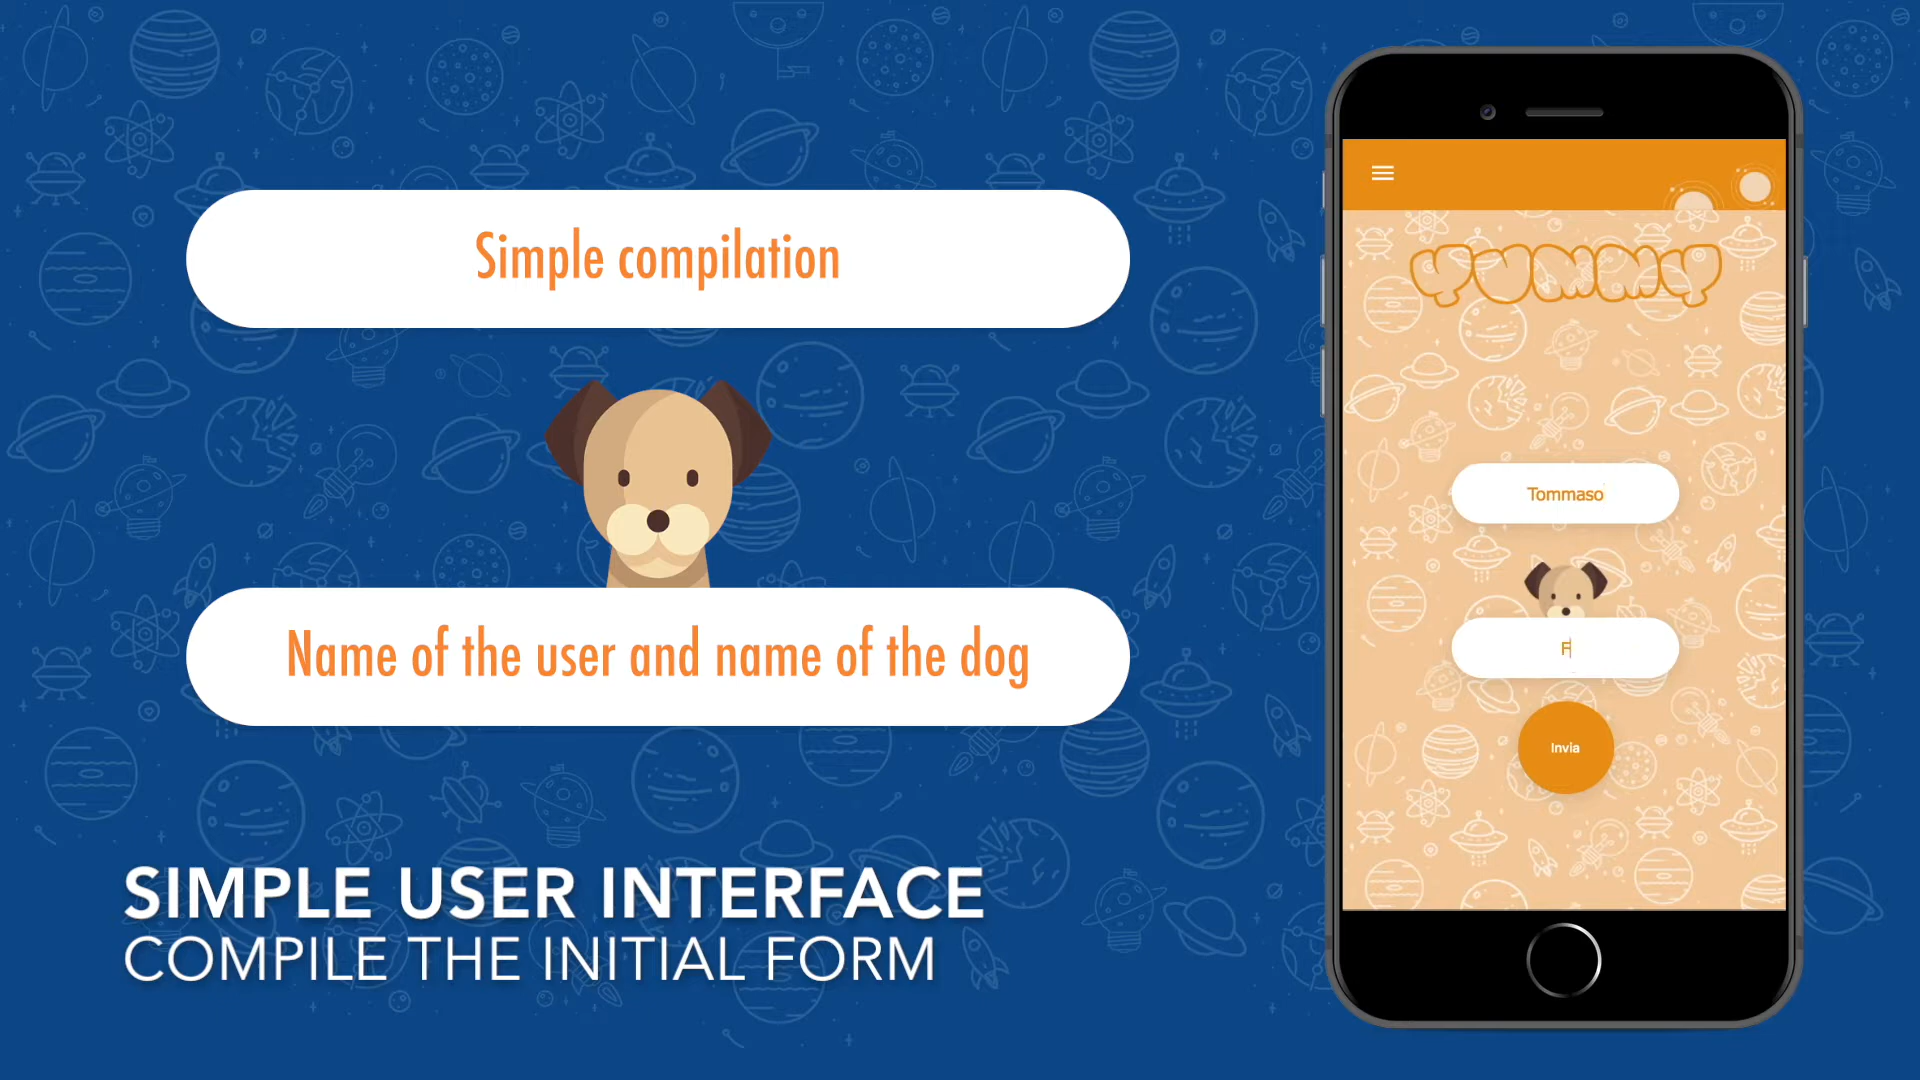 Simple compilation
Name of the user and name of the dog
SIMPLE USER INTERFACE
COMPILE THE INITIAL FORM
YUMMY
Tommaso
F
Invia